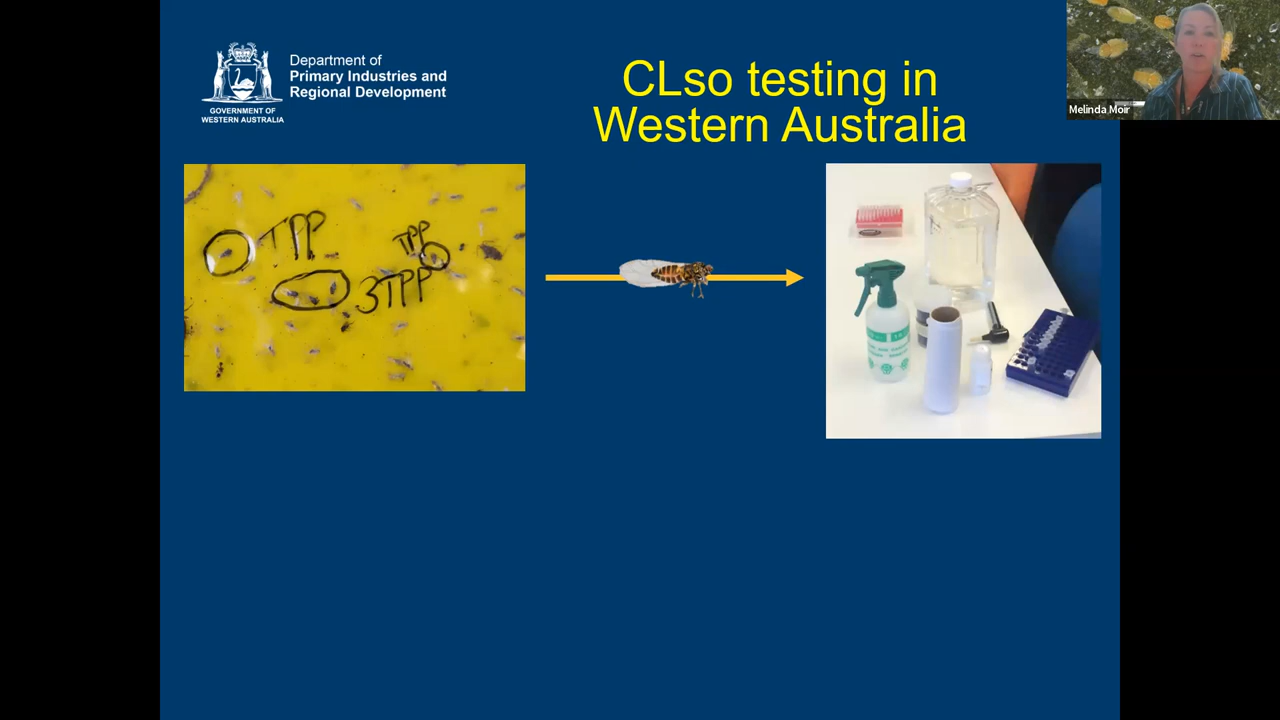 Department of
Primary Industries and
Regional Development
GOVERNMENT OF
WESTERN AUSTRALIA
CLso testing in
Western Australia
Melinda Moir
TPP
TPP
3TPP